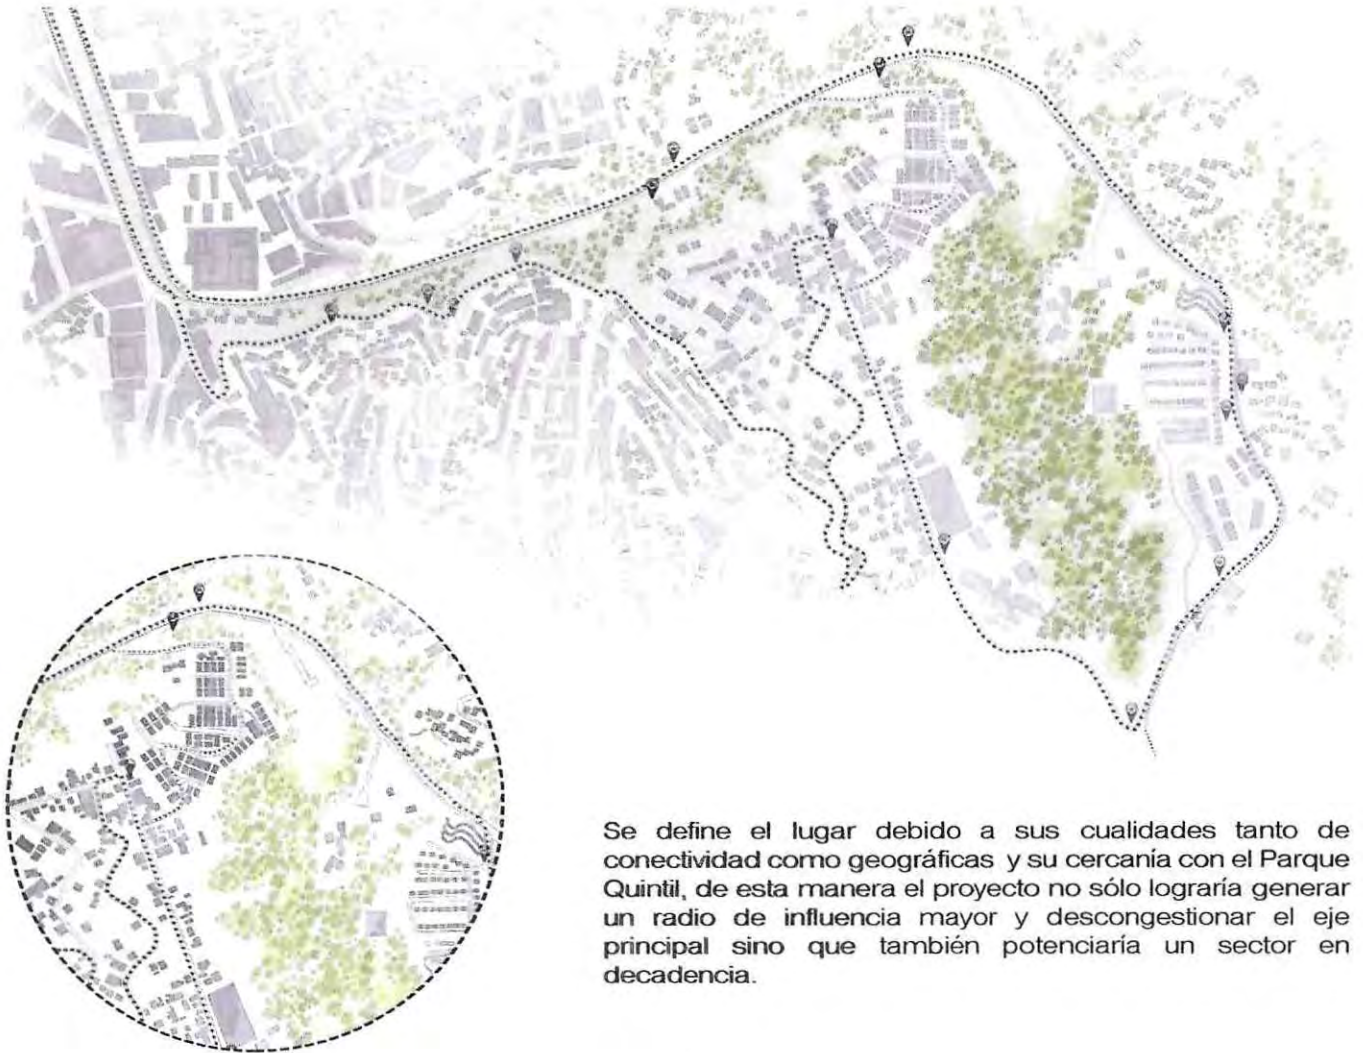 Se define el lugar debido a sus cualidades tanto de
conectividad como geográficas y su cercanía con el Parque
Quintil, de esta manera el proyecto no sólo lograría generar
un radio de influencia mayor y descongestionar el eje
principal sino que también potenciaría un sector en
decadencia.